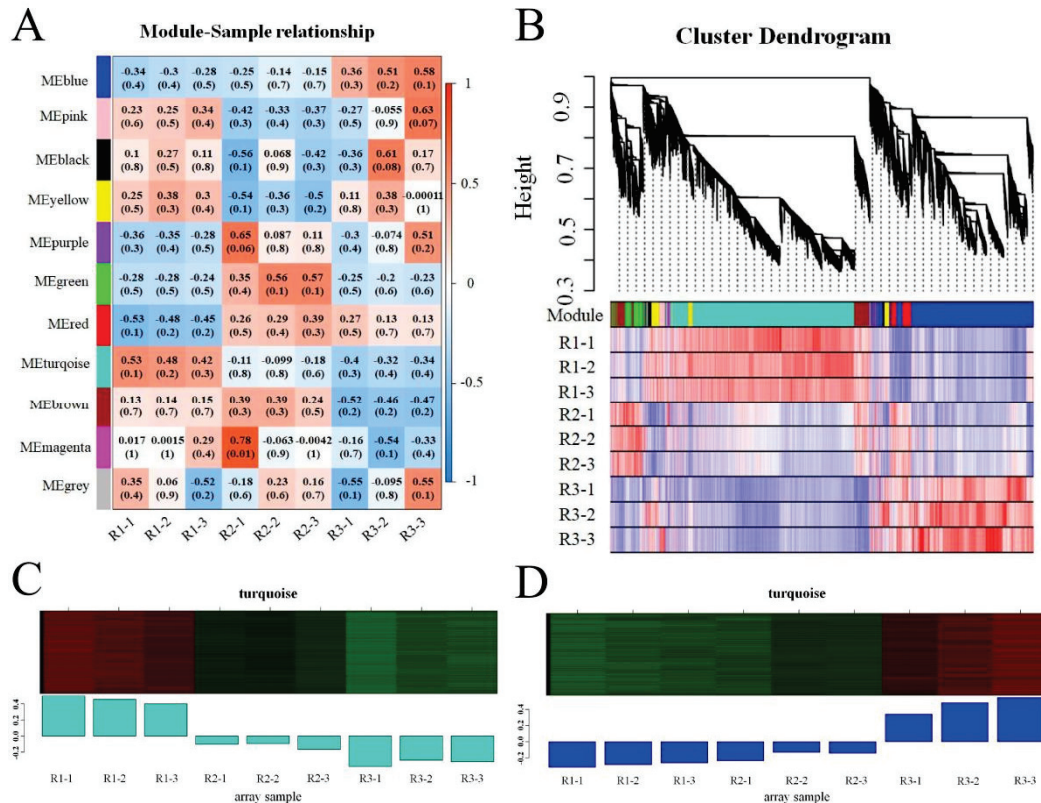 A
Module-Sample relationship
MEblue -0.34 -0.3 -0.28 -0.25 -0.14 -0.15 0.36 0.51 0.58
(0.4) (0.4) (0.5) (0.5) (0.7) (0.7) (0.3) (0.2) (0.1)
MEpink 0.23 0.25 0.34 -0.42 -0.33 -0.37 -0.27 -0.055 0.63
(0.6) (0.5) (0.4) (0.3) (0.4) (0.3) (0.5) (0.9) (0.07)
MEblack 0.1 0.27 0.11 -0.56 0.068 -0.42 -0.36 0.61 0.17
(0.8) (0.5) (0.8) (0.1) (0.9) (0.3) (0.3) (0.08) (0.7)
MEyellow 0.25 0.38 0.3 -0.54 -0.36 -0.5 0.11 0.38 -0.00011
(0.5) (0.3) (0.4) (0.1) (0.3) (0.2) (0.8) (0.3) (1)
MEpurple -0.36 -0.35 -0.28 0.65 0.087 0.11 -0.3 -0.074 0.51
(0.3) (0.4) (0.5) (0.06) (0.8) (0.8) (0.4) (0.8) (0.2)
MEgreen -0.28 -0.28 -0.24 0.35 0.56 0.57 -0.25 -0.2 -0.23
(0.5) (0.5) (0.5) (0.4) (0.1) (0.1) (0.5) (0.6) (0.6)
MEred -0.53 -0.48 -0.45 0.26 0.29 0.39 0.27 0.13 0.13
(0.1) (0.2) (0.2) (0.5) (0.4) (0.3) (0.5) (0.7) (0.7)
MEturqoise 0.53 0.48 0.42 -0.11 -0.099 -0.18 -0.4 -0.32 -0.34
(0.1) (0.2) (0.3) (0.8) (0.8) (0.6) (0.3) (0.4) (0.4)
MEbrown 0.13 0.14 0.15 0.39 0.39 0.24 -0.52 -0.46 -0.47
(0.7) (0.7) (0.7) (0.3) (0.3) (0.5) (0.2) (0.2) (0.2)
MEmagenta 0.017 0.0015 0.29 0.78 -0.063 -0.0042 -0.16 -0.54 -0.33
(1) (1) (0.4) (0.01) (0.9) (1) (0.7) (0.1) (0.4)
MEgrey 0.35 0.06 -0.52 -0.18 0.23 0.16 -0.55 -0.095 0.55
(0.4) (0.9) (0.2) (0.6) (0.6) (0.7) (0.1) (0.8) (0.1)
R1-1 R1-2 R1-3 R2-1 R2-2 R2-3 R3-1 R3-2 R3-3
1
0.5
0
-0.5
-1
B
Cluster Dendrogram
Height
0.9
0.7
0.5
0.3
Module
R1-1
R1-2
R1-3
R2-1
R2-2
R2-3
R3-1
R3-2
R3-3
C
turquoise
0.4
0.2
0.0
-0.2
R1-1 R1-2 R1-3 R2-1 R2-2 R2-3 R3-1 R3-2 R3-3
array sample
D
turquoise
0.4
0.2
0.0
-0.2
R1-1 R1-2 R1-3 R2-1 R2-2 R2-3 R3-1 R3-2 R3-3
array sample